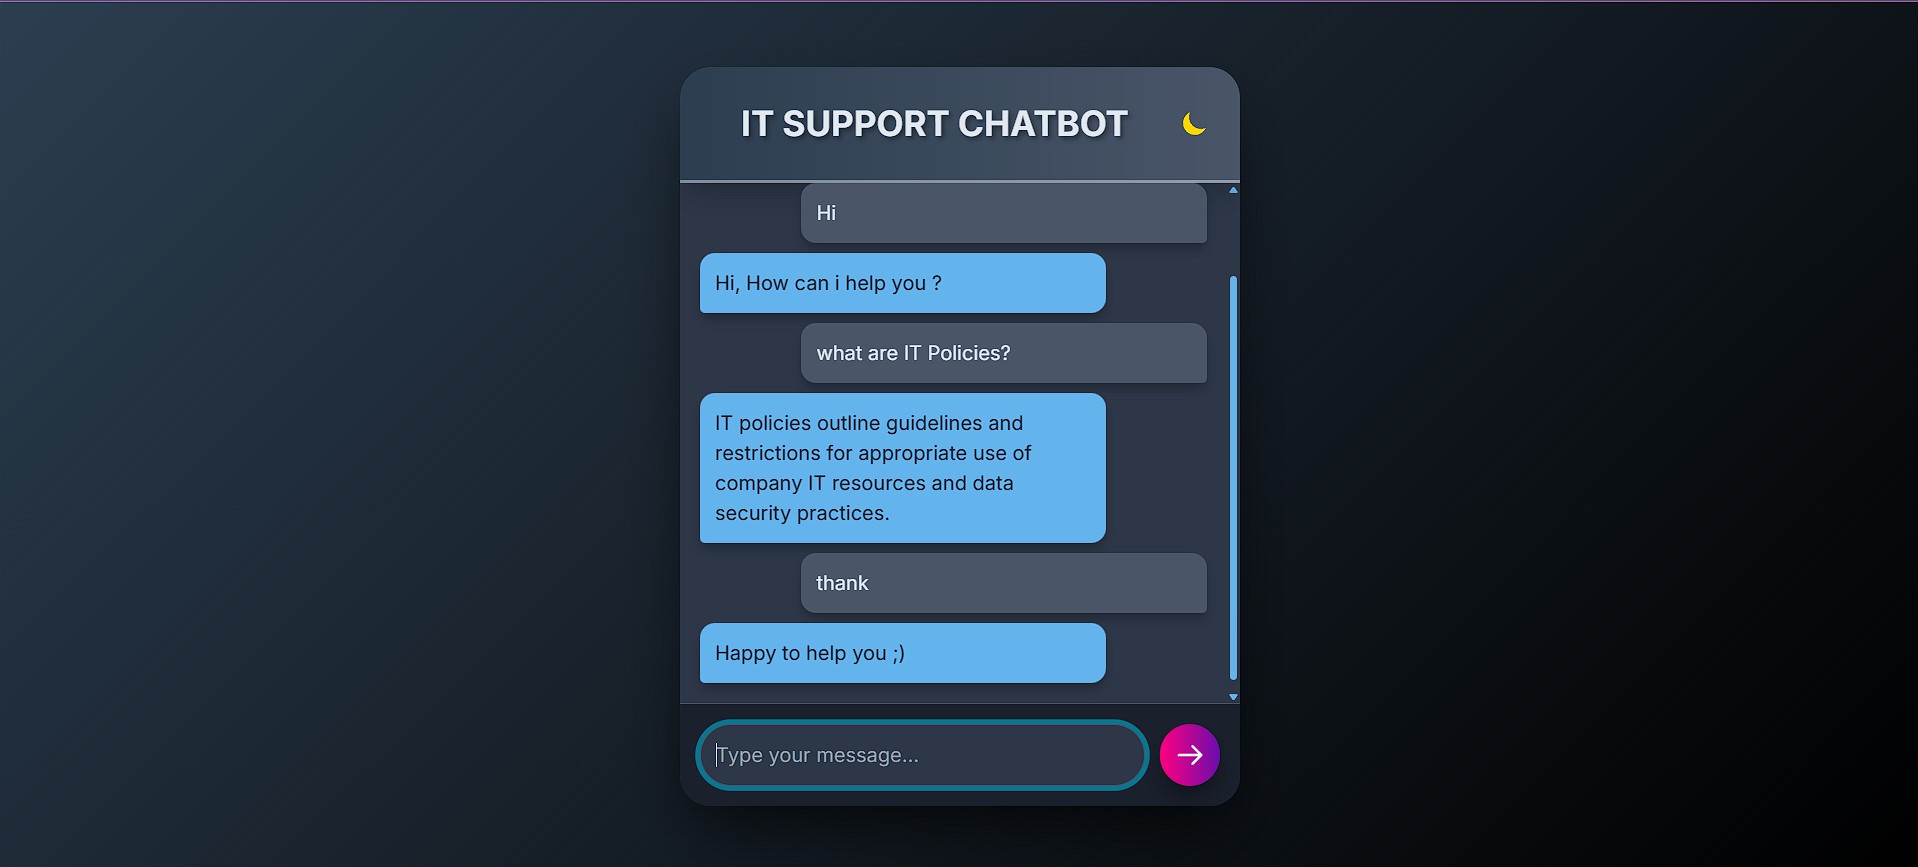 IT SUPPORT CHATBOT
Hi
Hi, How can i help you ?
what are IT Policies?
IT policies outline guidelines and
restrictions for appropriate use of
company IT resources and data
security practices.
thank
Happy to help you ;)
Type your message...